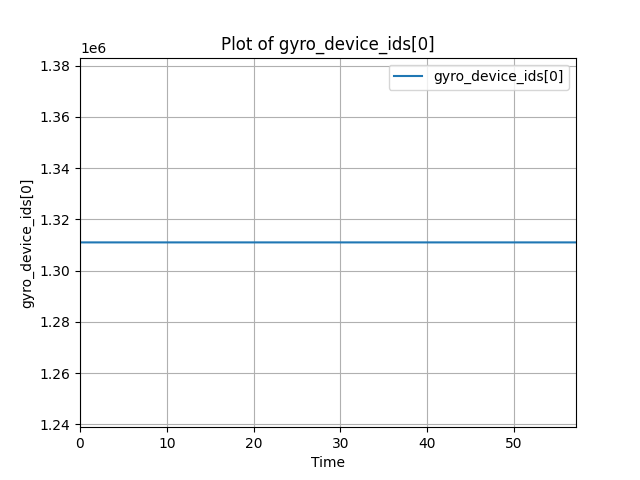 Plot of gyro_device_ids[0]
1e6
gyro_device_ids[0]
1.38
1.36
1.34
1.32
1.30
1.28
1.26
1.24
gyro_device_ids[0]
0 10 20 30 40 50
Time